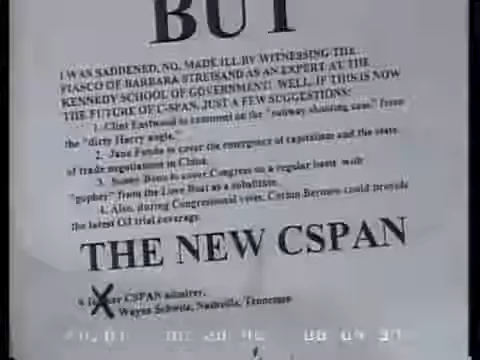 BUT
I WAS SADDENED, NO, MADE ILL BY WITNESSING THE
FIASCO OF BARBARA STREISAND AS AN EXPERT AT THE
KENNEDY SCHOOL OF GOVERNMENT! WELL, IF THIS IS NOW
THE FUTURE OF C-SPAN, JUST A FEW SUGGESTIONS:
1. Clint Eastwood to comment on the "subway shooting case" from
the "dirty Harry angle."
2. Jane Fonda to cover the emergence of capitalism and the state
of trade negotiation in China.
3. Sonny Bono to cover Congress on a regular basis with
"gopher" from the Love Boat as a substitute.
4. Also, during Congressional votes, Corbin Bernsen could provide
the latest OJ trial coverage.
THE NEW CSPAN
CSPAN admirer,
Wayne Nashville, Tennessee